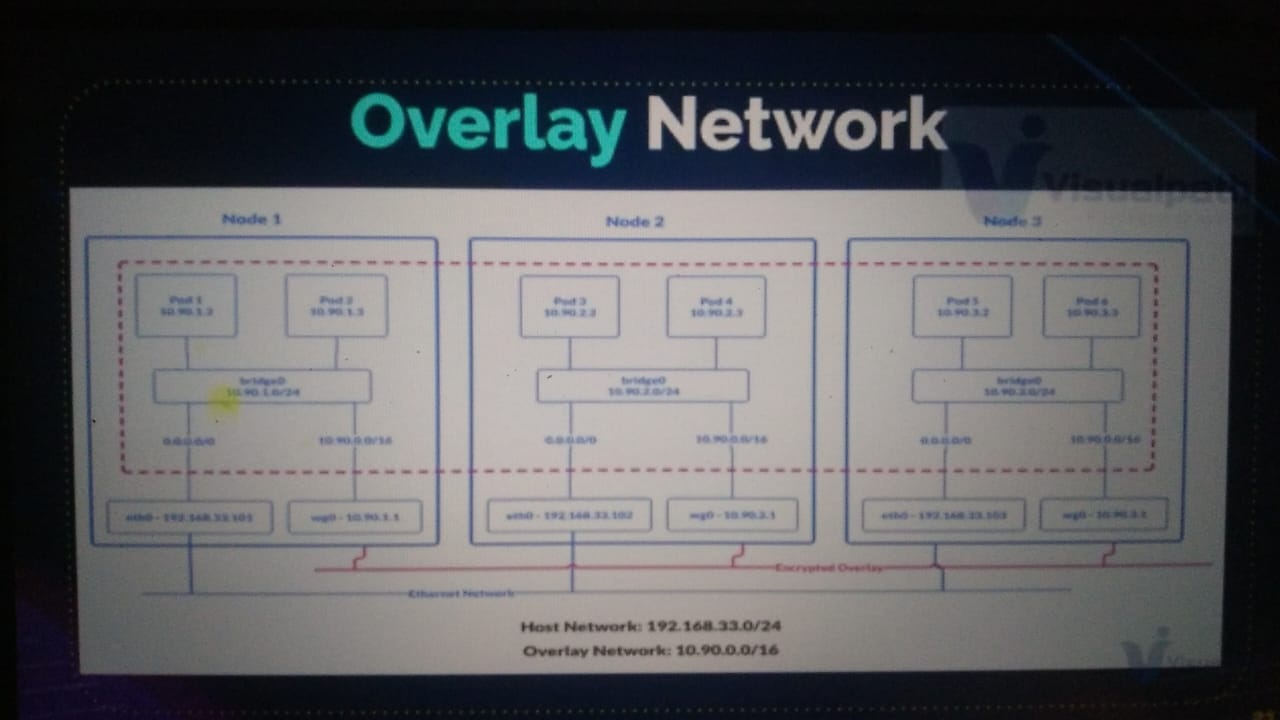 Overlay Network
Visualpath
Node 1
Node 2
Node 3
Pod 1
10.90.1.2
Pod 2
10.90.1.3
Pod 3
10.90.2.2
Pod 4
10.90.2.3
Pod 5
10.90.3.2
Pod 6
10.90.3.3
bridge0
10.90.1.0/24
bridge0
10.90.2.0/24
bridge0
10.90.3.0/24
0.0.0.0/0
10.90.0.0/16
0.0.0.0/0
10.90.0.0/16
0.0.0.0/0
10.90.0.0/16
eth0 - 192.168.33.101
wg0 - 10.90.1.1
eth0 - 192.168.33.102
wg0 - 10.90.2.1
eth0 - 192.168.33.103
wg0 - 10.90.3.1
Encrypted Overlay
Ethernet Network
Host Network: 192.168.33.0/24
Overlay Network: 10.90.0.0/16